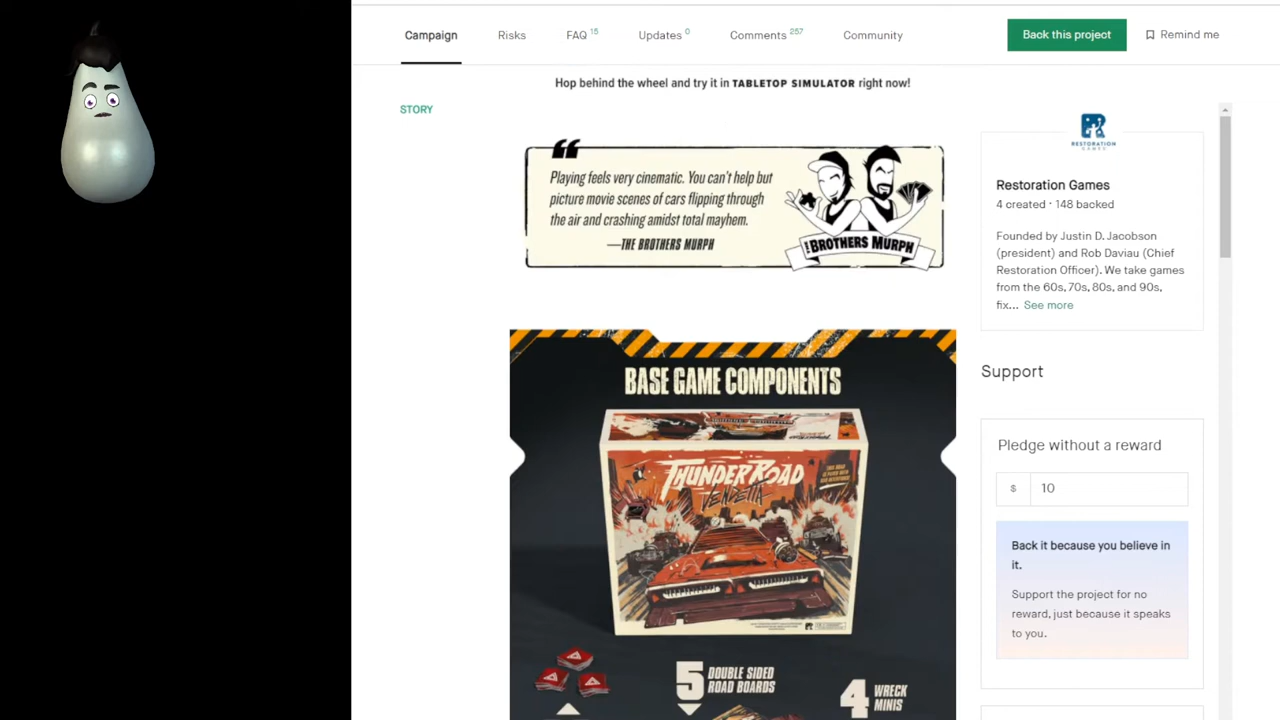 Campaign
Risks
FAQ 15
Updates 0
Comments 257
Community
Back this project
Remind me
Hop behind the wheel and try it in TABLETOP SIMULATOR right now!
STORY
“
Playing feels very cinematic. You can't help but
picture movie scenes of cars flipping through
the air and crashing amidst total mayhem.
—THE BROTHERS MURPH
THE BROTHERS MURPH
BASE GAME COMPONENTS
THUNDER ROAD
VENDETTA
5 DOUBLE SIDED
ROAD BOARDS
4 WRECK
MINIS
RESTORATION
GAMES
Restoration Games
4 created · 148 backed
Founded by Justin D. Jacobson
(president) and Rob Daviau (Chief
Restoration Officer). We take games
from the 60s, 70s, 80s, and 90s,
fix... See more
Support
Pledge without a reward
$ 10
Back it because you believe in
it.
Support the project for no
reward, just because it speaks
to you.